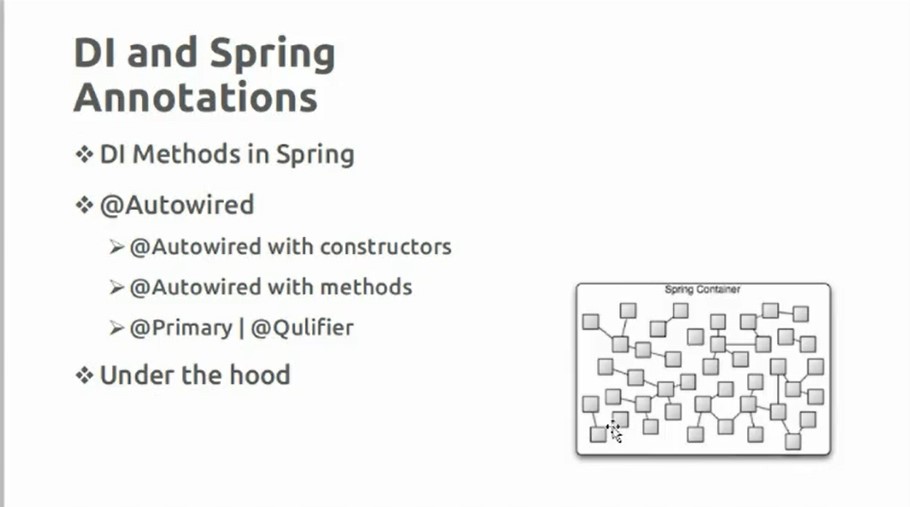 DI and Spring
Annotations
❖ DI Methods in Spring
❖ @Autowired
➢ @Autowired with constructors
➢ @Autowired with methods
➢ @Primary | @Qulifier
❖ Under the hood
Spring Container